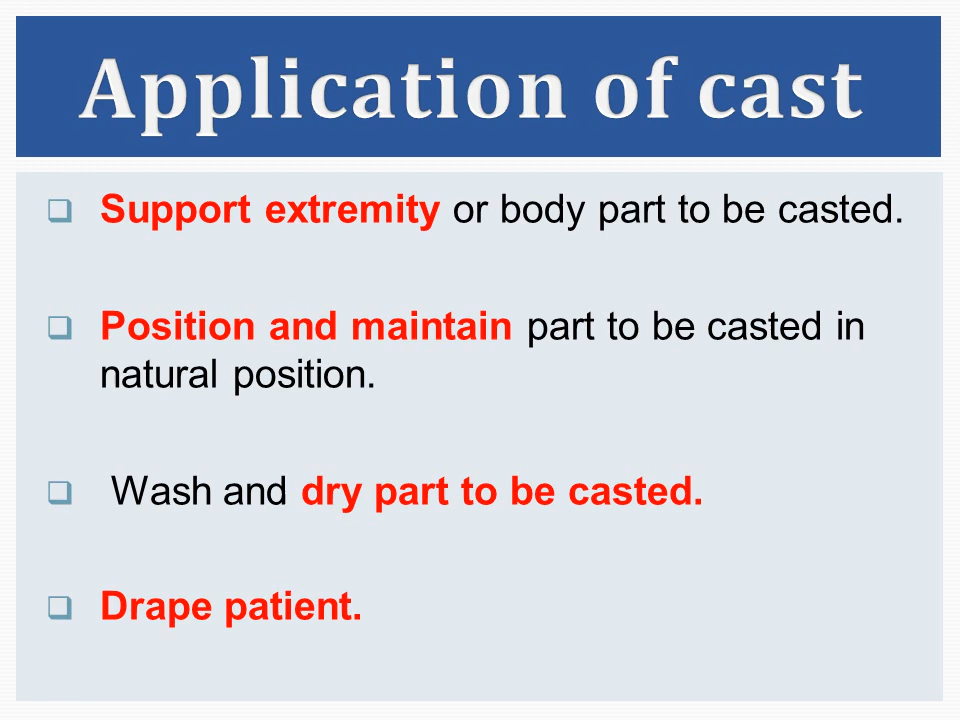 Application of cast
❑ Support extremity or body part to be casted.
❑ Position and maintain part to be casted in
natural position.
❑ Wash and dry part to be casted.
❑ Drape patient.